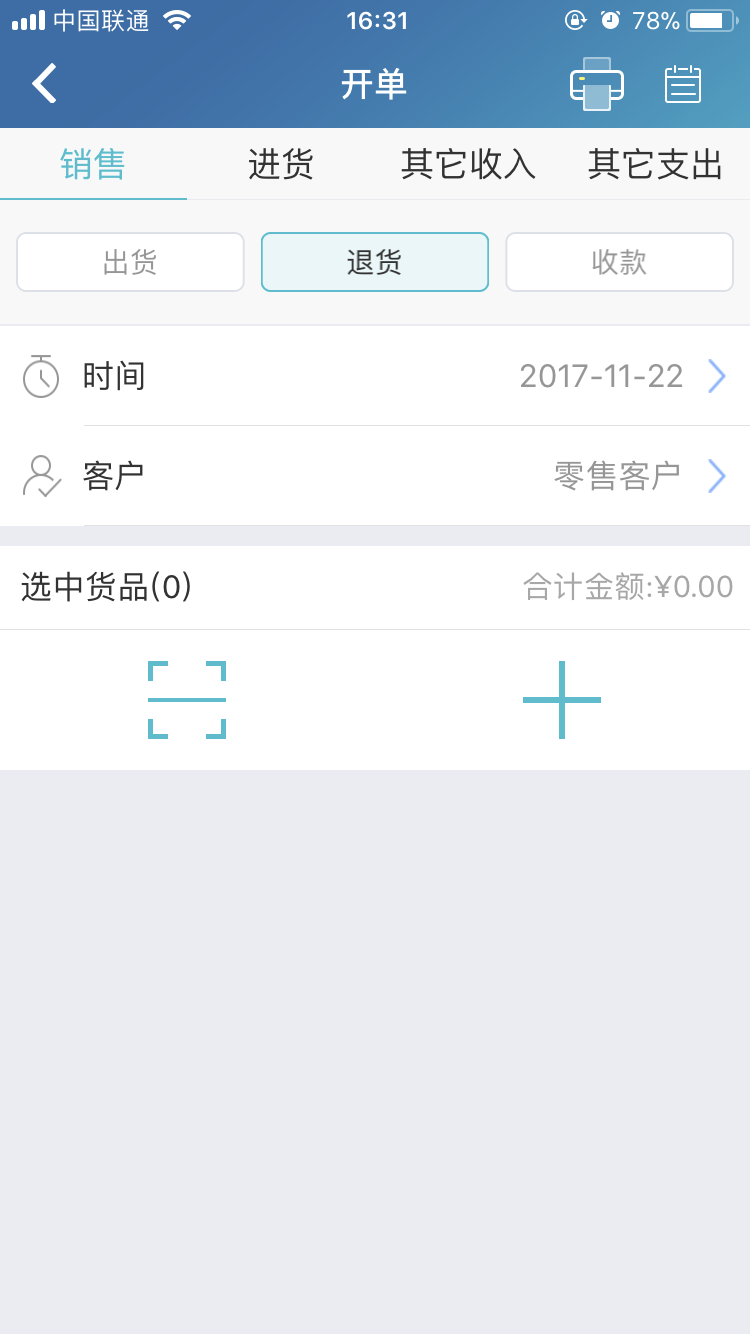 中国联通 16:31 78%
开单
销售 进货 其它收入 其它支出
出货 退货 收款
时间 2017-11-22
客户 零售客户
选中货品(0) 合计金额:¥0.00